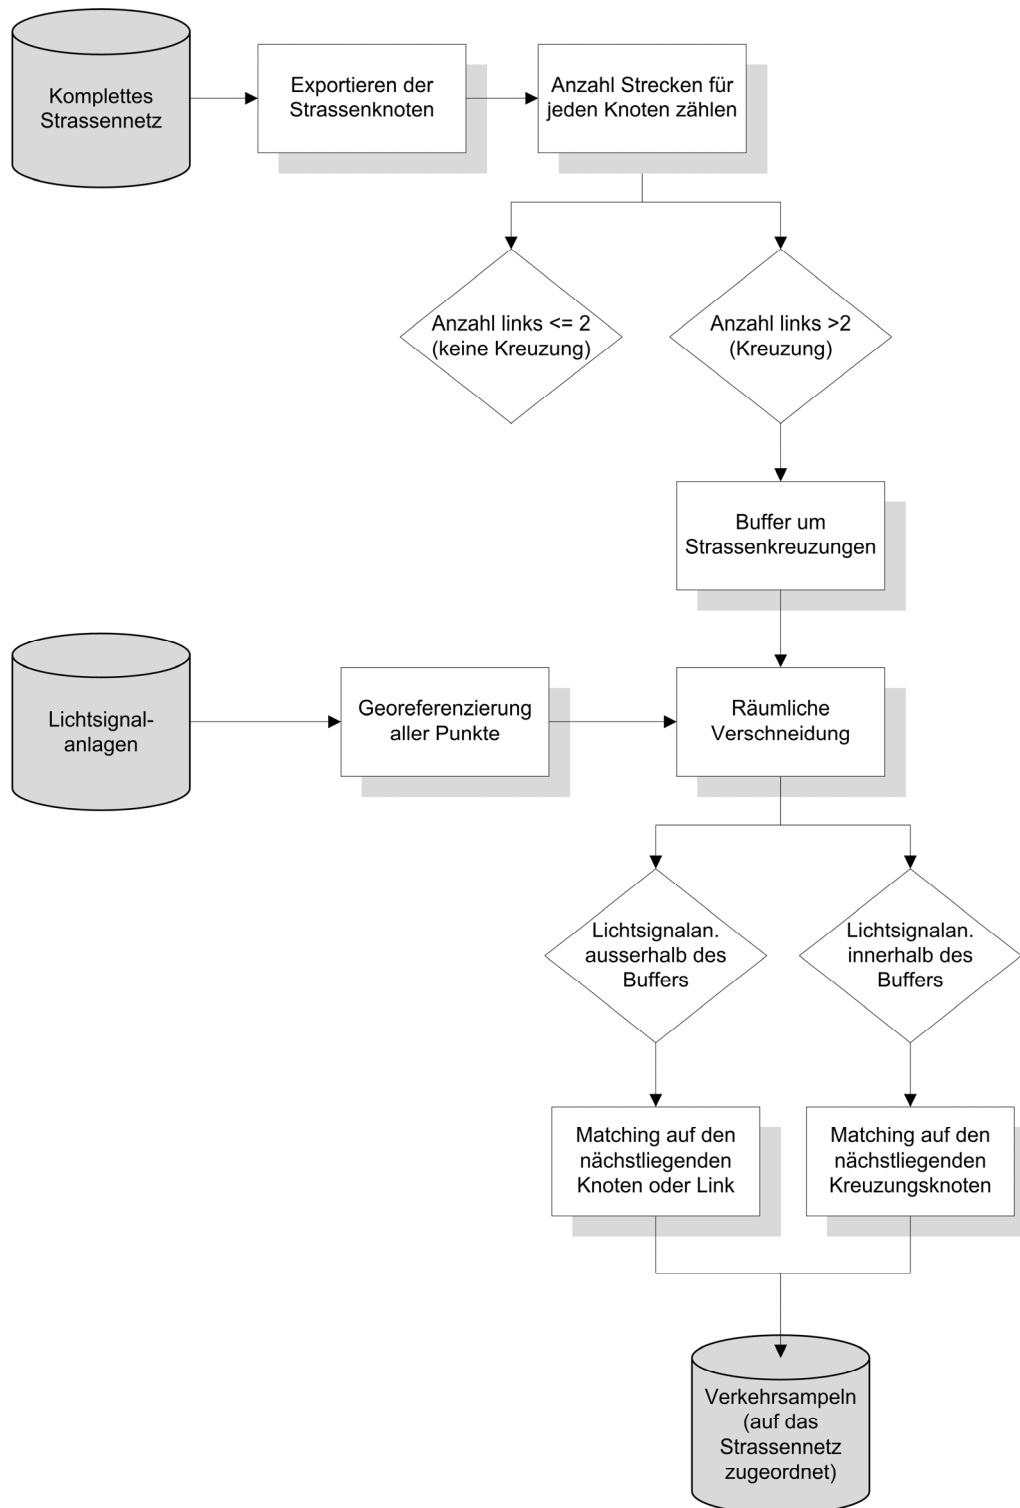 Komplettes
Strassennetz
Exportieren der
Strassenknoten
Anzahl Strecken für
jeden Knoten zählen
Anzahl links <= 2
(keine Kreuzung)
Anzahl links >2
(Kreuzung)
Buffer um
Strassenkreuzungen
Lichtsignal-
anlagen
Georeferenzierung
aller Punkte
Räumliche
Verschneidung
Lichtsignalan.
ausserhalb des
Buffers
Lichtsignalan.
innerhalb des
Buffers
Matching auf den
nächstliegenden
Knoten oder Link
Matching auf den
nächstliegenden
Kreuzungsknoten
Verkehrsampeln
(auf das
Strassennetz
zugeordnet)